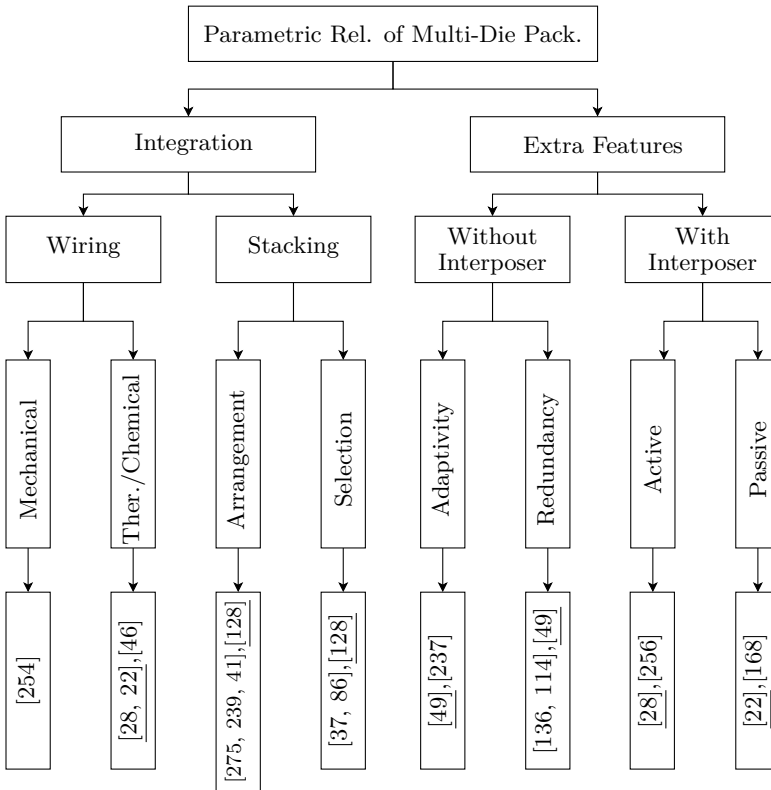 Parametric Rel. of Multi-Die Pack.
Integration
Extra Features
Wiring
Stacking
Without
Interposer
With
Interposer
Mechanical
Ther./Chemical
Arrangement
Selection
Adaptivity
Redundancy
Active
Passive
[254]
[28, 22],[46]
[275, 239, 41],[128]
[37, 86],[128]
[49],[237]
[136, 114],[49]
[28],[256]
[22],[168]